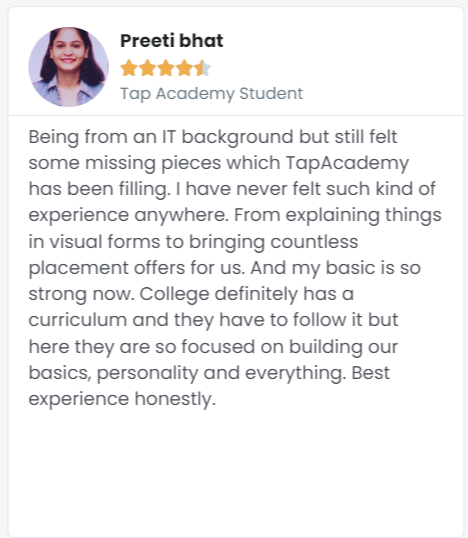 Preeti bhat
Tap Academy Student
Being from an IT background but still felt
some missing pieces which TapAcademy
has been filling. I have never felt such kind of
experience anywhere. From explaining things
in visual forms to bringing countless
placement offers for us. And my basic is so
strong now. College definitely has a
curriculum and they have to follow it but
here they are so focused on building our
basics, personality and everything. Best
experience honestly.